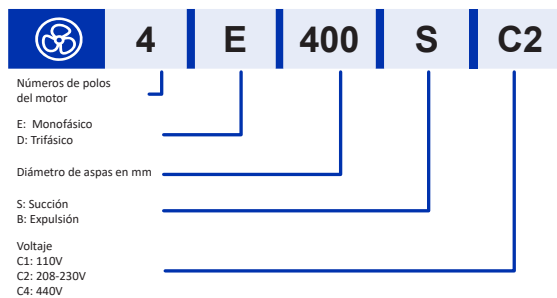 4 E 400 S C2
Números de polos
del motor
E: Monofásico
D: Trifásico
Diámetro de aspas en mm
S: Succión
B: Expulsión
Voltaje
C1: 110V
C2: 208-230V
C4: 440V